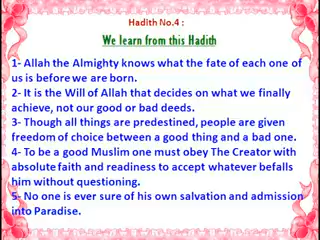 Hadith No.4 :
We learn from this Hadith
1- Allah the Almighty knows what the fate of each one of
us is before we are born.
2- It is the Will of Allah that decides on what we finally
achieve, not our good or bad deeds.
3- Though all things are predestined, people are given
freedom of choice between a good thing and a bad one.
4- To be a good Muslim one must obey The Creator with
absolute faith and readiness to accept whatever befalls
him without questioning.
5- No one is ever sure of his own salvation and admission
into Paradise.